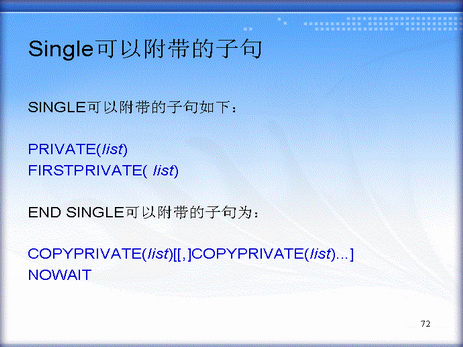 Single可以附带的子句
SINGLE可以附带的子句如下：
PRIVATE(list)
FIRSTPRIVATE( list)
END SINGLE可以附带的子句为：
COPYPRIVATE(list)[[,]COPYPRIVATE(list)...]
NOWAIT
72